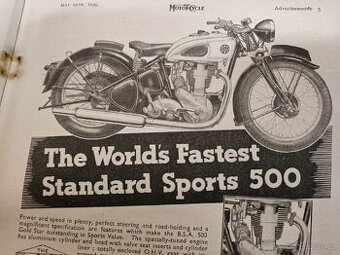 MAY 25TH, 1939.
THE MOTOR CYCLE
Advertisements 5
The World's Fastest
Standard Sports 500
Power and speed in plenty, perfect steering and road-holding and a
magnificent specification are features which make the B.S.A. 500
Gold Star outstanding in Sports Value. The specially-tuned engine
has aluminium cylinder and head with valve seat inserts and cylinder
liner; totally enclosed O.H.V. gear with
THE